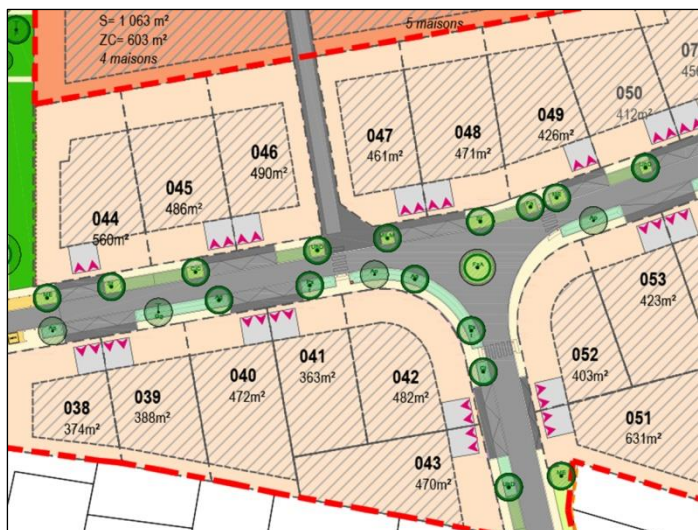 S= 1 063 m²
ZC= 603 m²
4 maisons
5 maisons
047
461m²
048
471m²
049
426m²
050
412m²
046
490m²
045
486m²
044
560m²
053
423m²
052
403m²
051
631m²
038
374m²
039
388m²
040
472m²
041
363m²
042
482m²
043
470m²